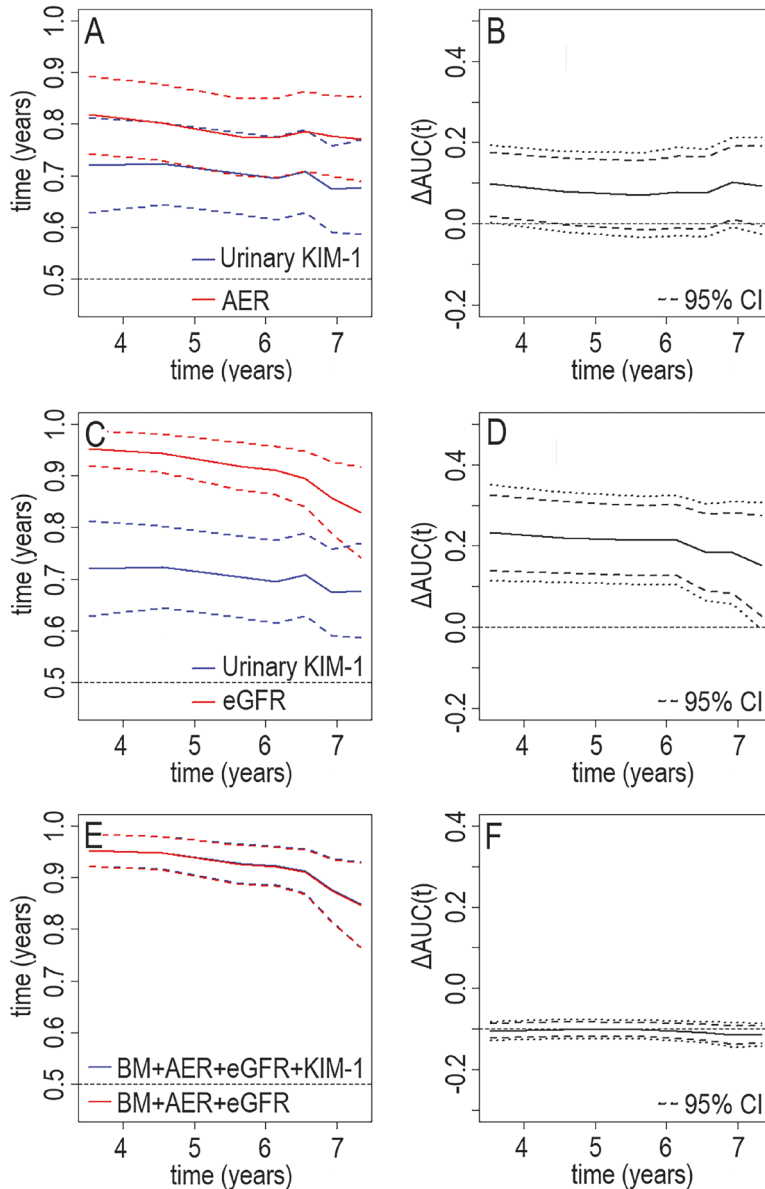 A
time (years)
1.0
0.9
0.8
0.7
0.6
0.5
Urinary KIM-1
AER
4 5 6 7
time (years)
B
ΔAUC(t)
0.4
0.2
0.0
-0.2
95% CI
4 5 6 7
time (years)
C
time (years)
1.0
0.9
0.8
0.7
0.6
0.5
Urinary KIM-1
eGFR
4 5 6 7
time (years)
D
ΔAUC(t)
0.4
0.2
0.0
-0.2
95% CI
4 5 6 7
time (years)
E
time (years)
1.0
0.9
0.8
0.7
0.6
0.5
BM+AER+eGFR+KIM-1
BM+AER+eGFR
4 5 6 7
time (years)
F
ΔAUC(t)
0.4
0.2
0.0
-0.2
95% CI
4 5 6 7
time (years)